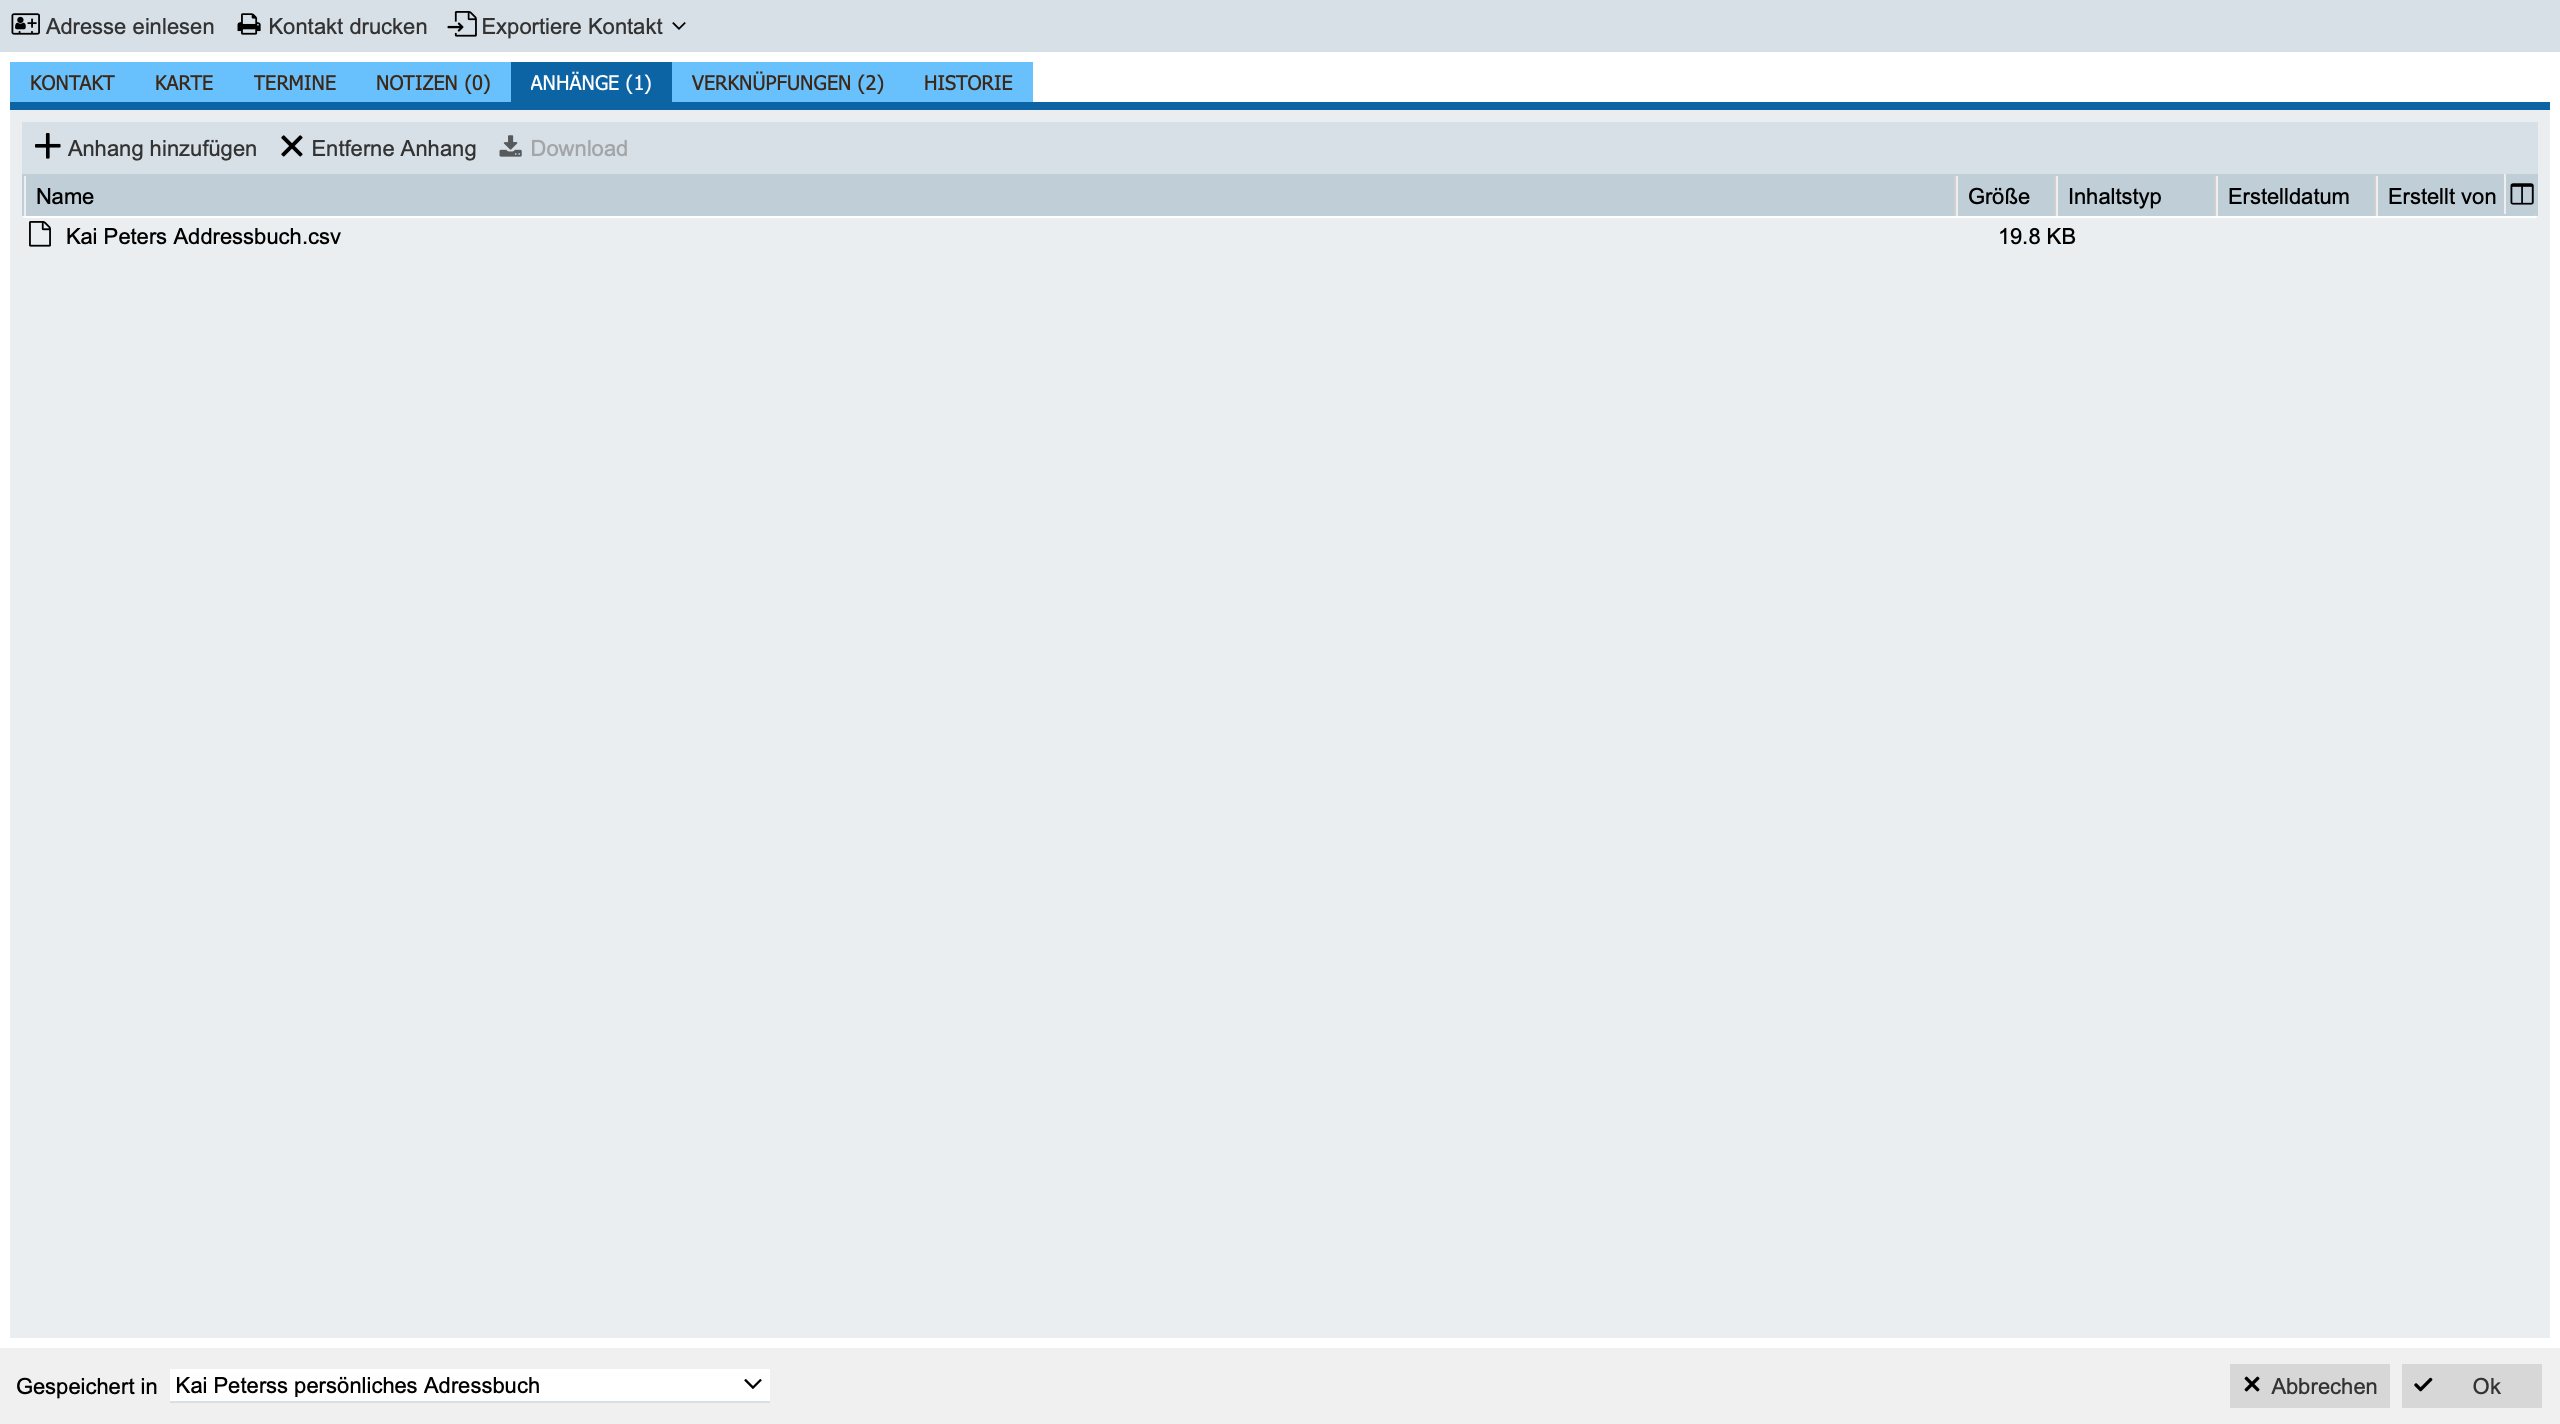 Adresse einlesen Kontakt drucken Exportiere Kontakt
KONTAKT KARTE TERMINE NOTIZEN (0) ANHÄNGE (1) VERKNÜPFUNGEN (2) HISTORIE
Anhang hinzufügen Entferne Anhang Download
Name Größe Inhaltstyp Erstelldatum Erstellt von
Kai Peters Addressbuch.csv 19.8 KB
Gespeichert in Kai Peterss persönliches Adressbuch Abbrechen Ok